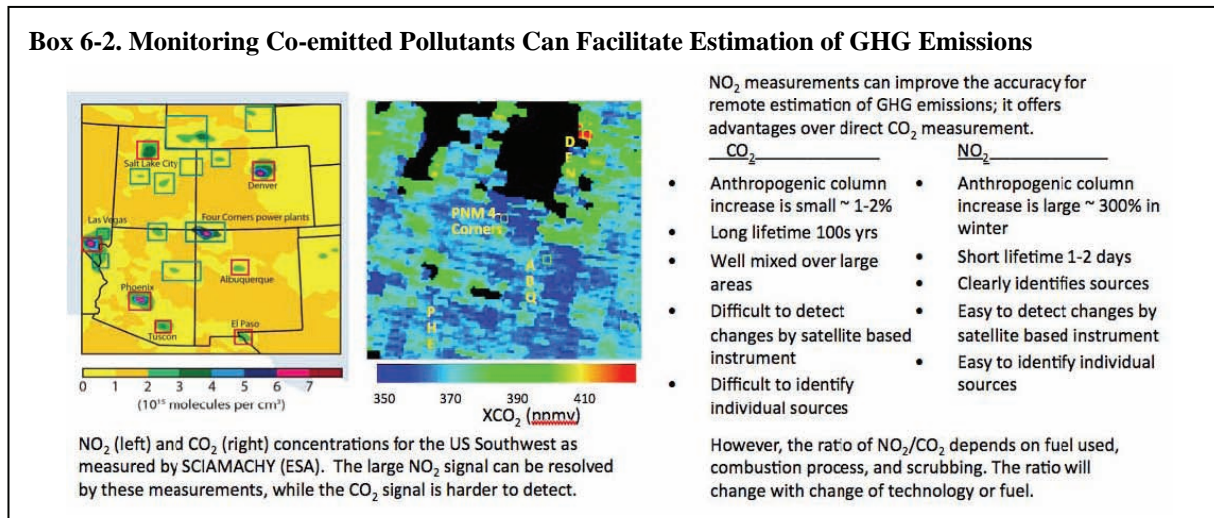 Box 6-2. Monitoring Co-emitted Pollutants Can Facilitate Estimation of GHG Emissions
Salt Lake City
Denver
Las Vegas
Four Corners power plants
Albuquerque
Phoenix
Tuscon
El Paso
0 1 2 3 4 5 6 7
(10¹⁵ molecules per cm³)
DEN
PNM 4-
Corners
ABQ
PHE
350 370 390 410
XCO₂ (ppmv)
NO₂ (left) and CO₂ (right) concentrations for the US Southwest as
measured by SCIAMACHY (ESA). The large NO₂ signal can be resolved
by these measurements, while the CO₂ signal is harder to detect.
NO₂ measurements can improve the accuracy for
remote estimation of GHG emissions; it offers
advantages over direct CO₂ measurement.
CO₂
• Anthropogenic column
increase is small ~ 1-2%
• Long lifetime 100s yrs
• Well mixed over large
areas
• Difficult to detect
changes by satellite based
instrument
• Difficult to identify
individual sources
NO₂
• Anthropogenic column
increase is large ~ 300% in
winter
• Short lifetime 1-2 days
• Clearly identifies sources
• Easy to detect changes by
satellite based instrument
• Easy to identify individual
sources
However, the ratio of NO₂/CO₂ depends on fuel used,
combustion process, and scrubbing. The ratio will
change with change of technology or fuel.